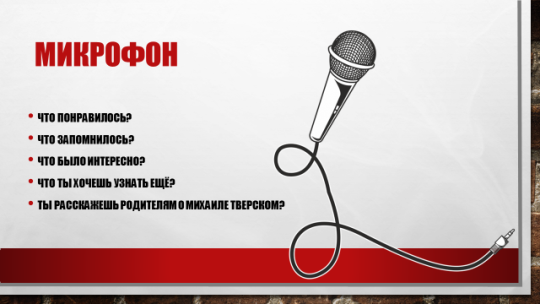 МИКРОФОН
• ЧТО ПОНРАВИЛОСЬ?
• ЧТО ЗАПОМНИЛОСЬ?
• ЧТО БЫЛО ИНТЕРЕСНО?
• ЧТО ТЫ ХОЧЕШЬ УЗНАТЬ ЕЩЁ?
• ТЫ РАССКАЖЕШЬ РОДИТЕЛЯМ О МИХАИЛЕ ТВЕРСКОМ?